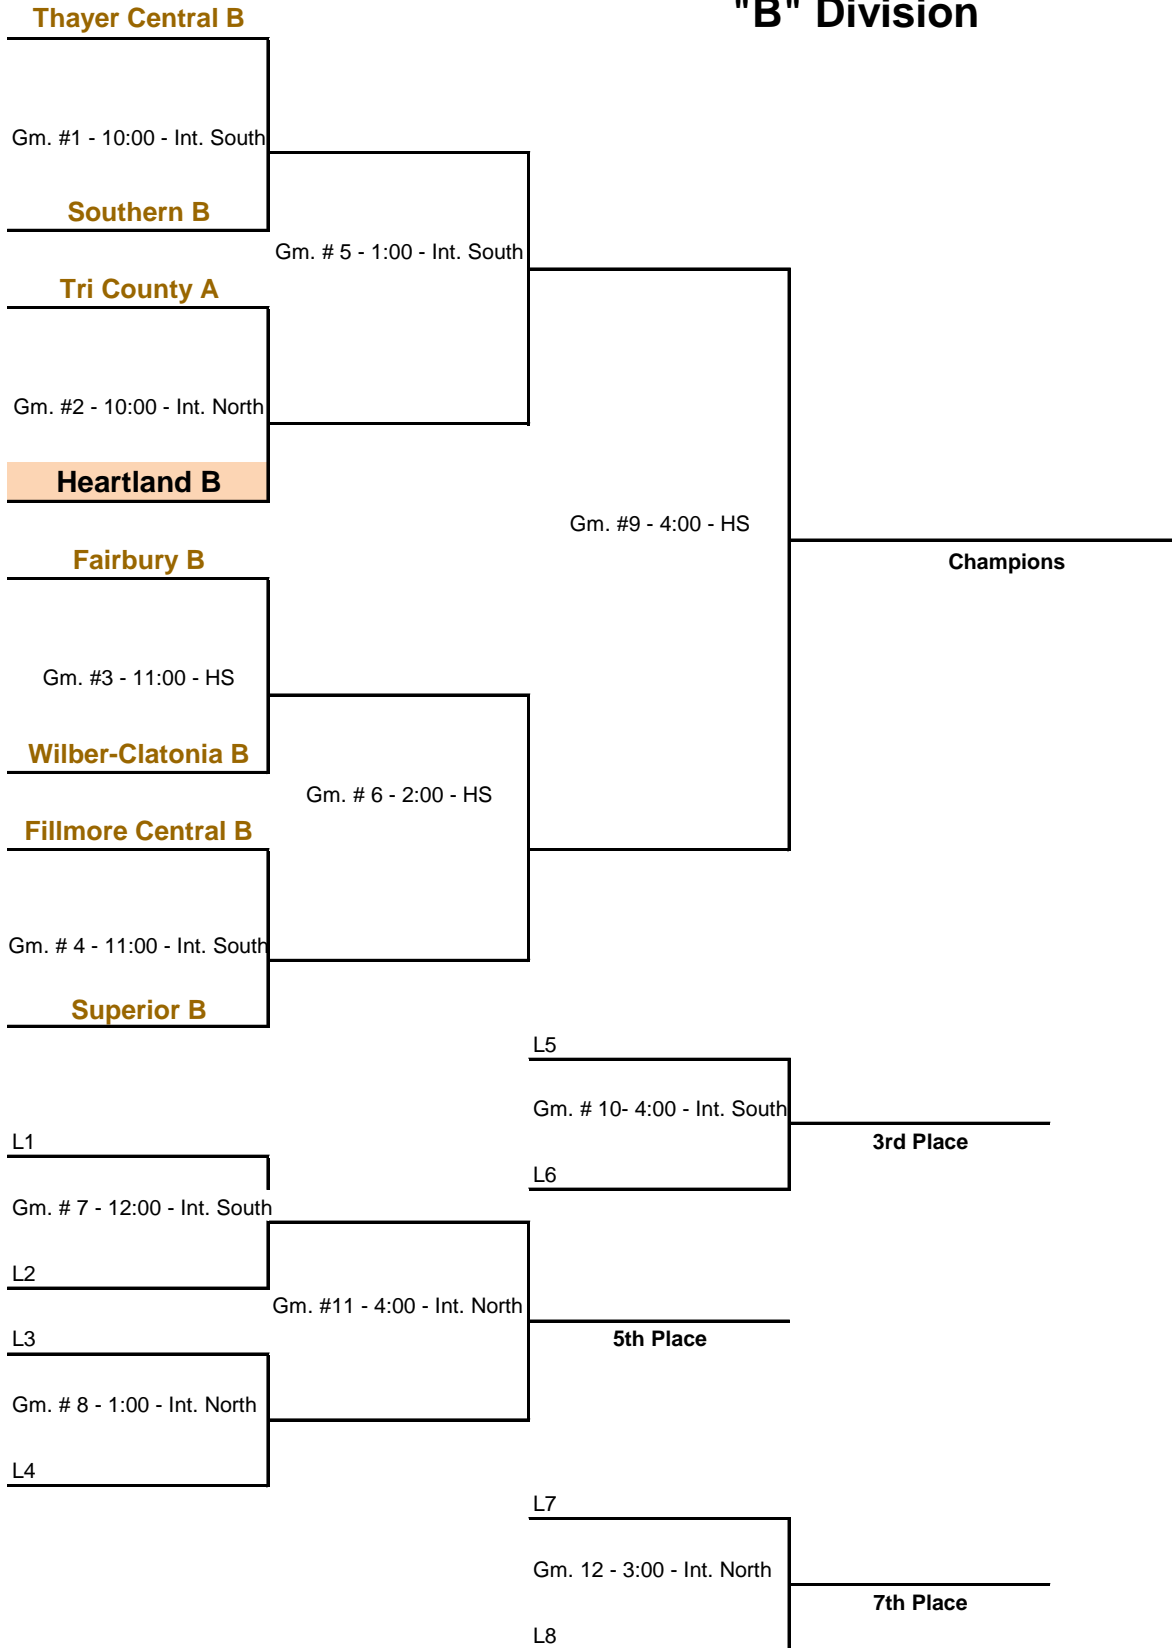 "B" Division
Thayer Central B
Gm. #1 - 10:00 - Int. South
Southern B
Gm. # 5 - 1:00 - Int. South
Tri County A
Gm. #2 - 10:00 - Int. North
Heartland B
Gm. #9 - 4:00 - HS
Champions
Fairbury B
Gm. #3 - 11:00 - HS
Wilber-Clatonia B
Gm. # 6 - 2:00 - HS
Fillmore Central B
Gm. # 4 - 11:00 - Int. South
Superior B
L5
Gm. # 10- 4:00 - Int. South
3rd Place
L6
L1
Gm. # 7 - 12:00 - Int. South
L2
Gm. #11 - 4:00 - Int. North
5th Place
L3
Gm. # 8 - 1:00 - Int. North
L4
L7
Gm. 12 - 3:00 - Int. North
7th Place
L8